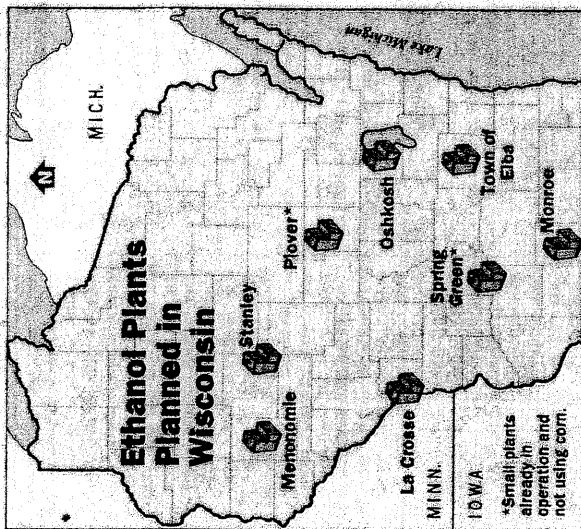 Ethanol Plants
Planned in
Wisconsin
N
MICH.
Lake Michigan
Menonomie
Stanley
Plover*
Oshkosh
La Crosse
Spring
Green*
Town of
Elba
Monroe
MINN.
IOWA
*Small plants
already in
operation and
not using corn.